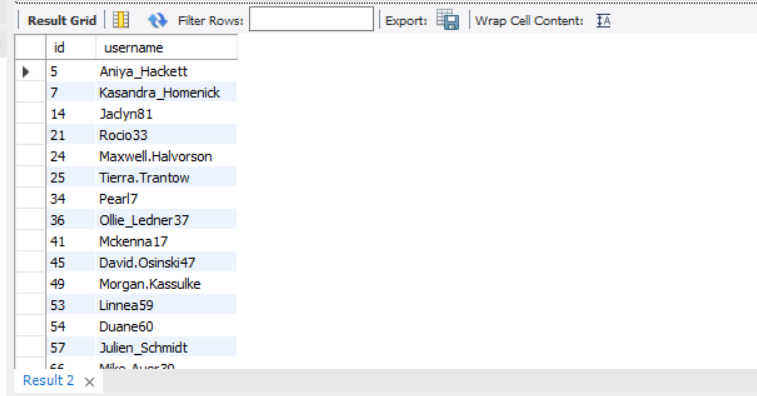 Result Grid Filter Rows: Export: Wrap Cell Content: IA
id username
5 Aniya_Hackett
7 Kasandra_Homenick
14 Jaclyn81
21 Rocio33
24 Maxwell.Halvorson
25 Tierra.Trantow
34 Pearl7
36 Ollie_Ledner37
41 Mckenna17
45 David.Osinski47
49 Morgan.Kassulke
53 Linnea59
54 Duane60
57 Julien_Schmidt
66
Result 2